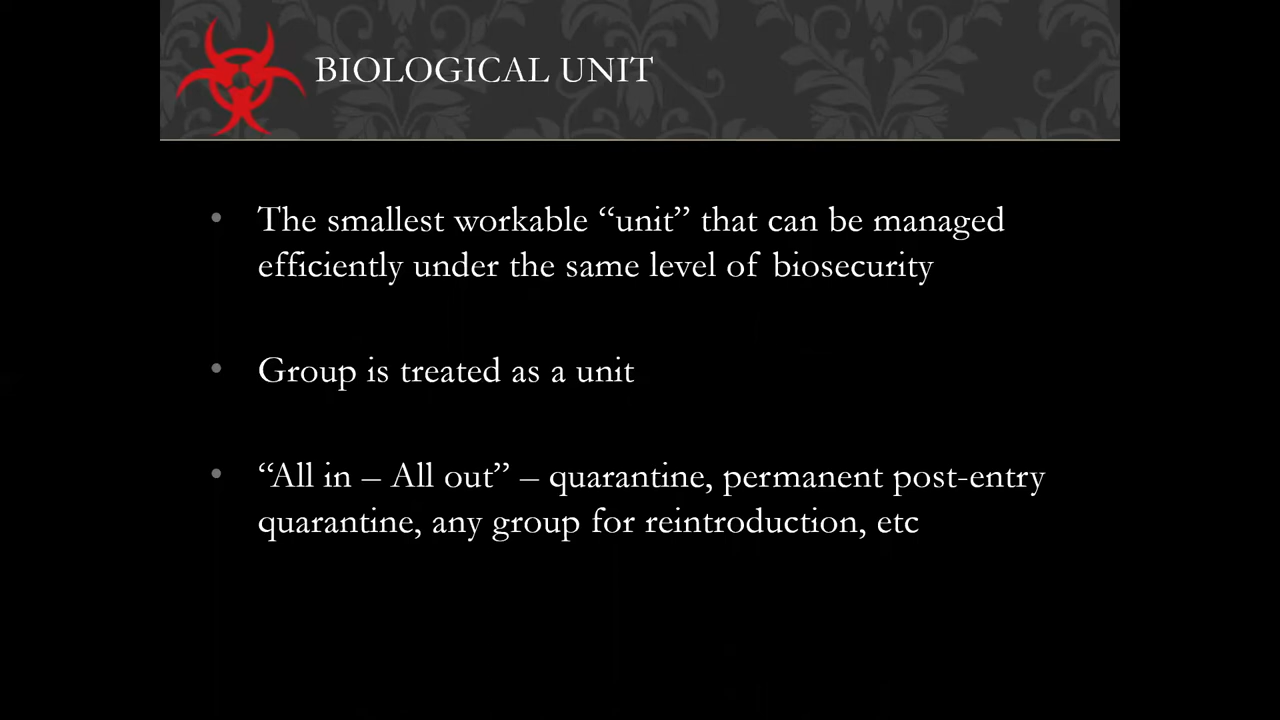 BIOLOGICAL UNIT
• The smallest workable “unit” that can be managed
efficiently under the same level of biosecurity
• Group is treated as a unit
• “All in – All out” – quarantine, permanent post-entry
quarantine, any group for reintroduction, etc